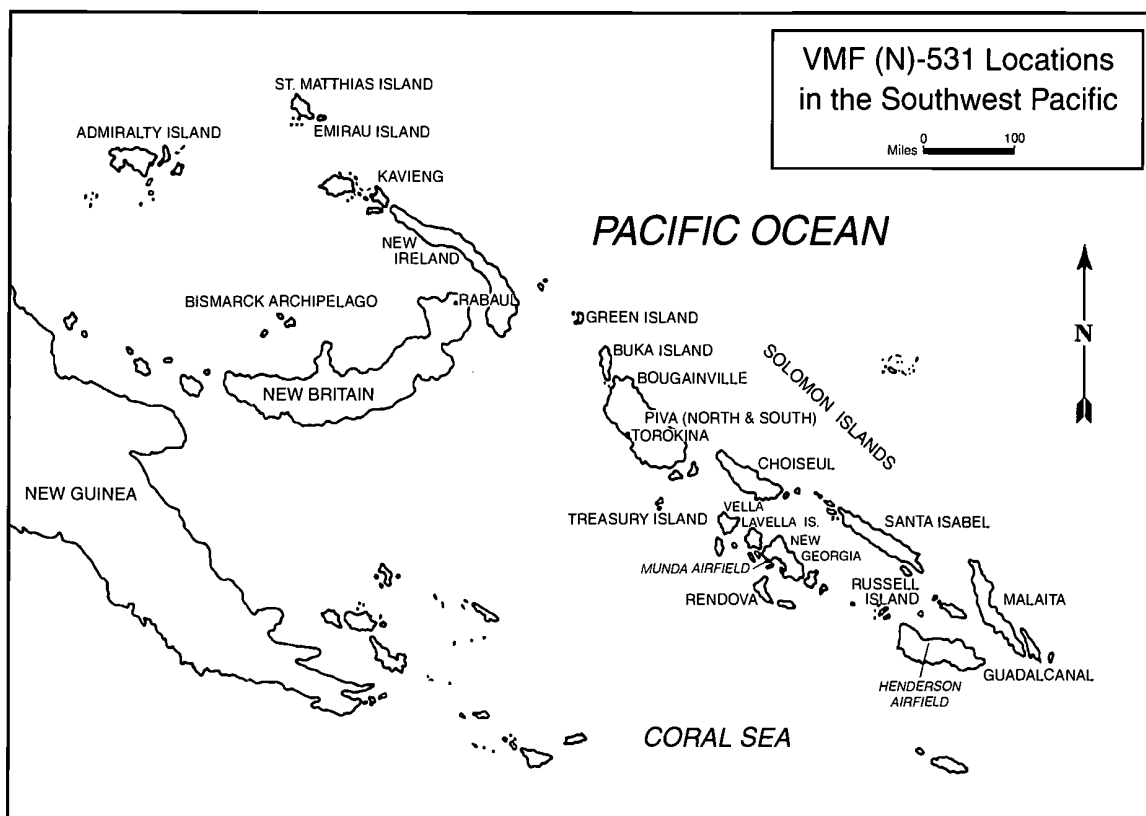 VMF (N)-531 Locations
in the Southwest Pacific
0 100
Miles
ST. MATTHIAS ISLAND
EMIRAU ISLAND
ADMIRALTY ISLAND
KAVIENG
PACIFIC OCEAN
NEW
IRELAND
N
BISMARCK ARCHIPELAGO
RABAUL
GREEN ISLAND
BUKA ISLAND
SOLOMON ISLANDS
BOUGAINVILLE
NEW BRITAIN
PIVA (NORTH & SOUTH)
TOROKINA
CHOISEUL
NEW GUINEA
VELLA
LAVELLA IS.
TREASURY ISLAND
SANTA ISABEL
NEW
GEORGIA
MUNDA AIRFIELD
RENDOVA
RUSSELL
ISLAND
MALAITA
GUADALCANAL
HENDERSON
AIRFIELD
CORAL SEA